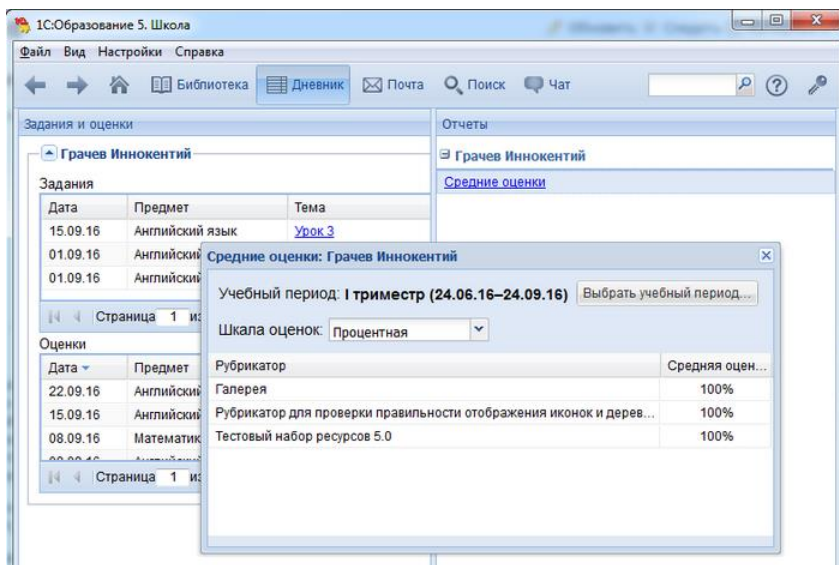 1С:Образование 5. Школа
Файл Вид Настройки Справка
Библиотека Дневник Почта Поиск Чат
Задания и оценки
Грачев Иннокентий
Задания
Дата Предмет Тема
15.09.16 Английский язык Урок 3
01.09.16 Английский
01.09.16 Английский
Страница 1 из
Оценки
Дата Предмет
22.09.16 Английский
15.09.16 Английский
08.09.16 Математик
Страница 1 из
Отчеты
Грачев Иннокентий
Средние оценки
Средние оценки: Грачев Иннокентий
Учебный период: I триместр (24.06.16–24.09.16) Выбрать учебный период...
Шкала оценок: Процентная
Рубрикатор Средняя оцен...
Галерея 100%
Рубрикатор для проверки правильности отображения иконок и дерев... 100%
Тестовый набор ресурсов 5.0 100%